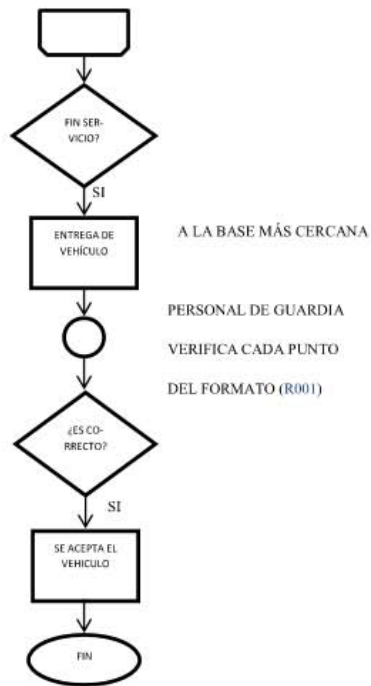 FIN SER-
VICIO?
SI
ENTREGA DE
VEHÍCULO
A LA BASE MÁS CERCANA
PERSONAL DE GUARDIA
VERIFICA CADA PUNTO
DEL FORMATO (R001)
¿ES CO-
RRECTO?
SI
SE ACEPTA EL
VEHICULO
FIN